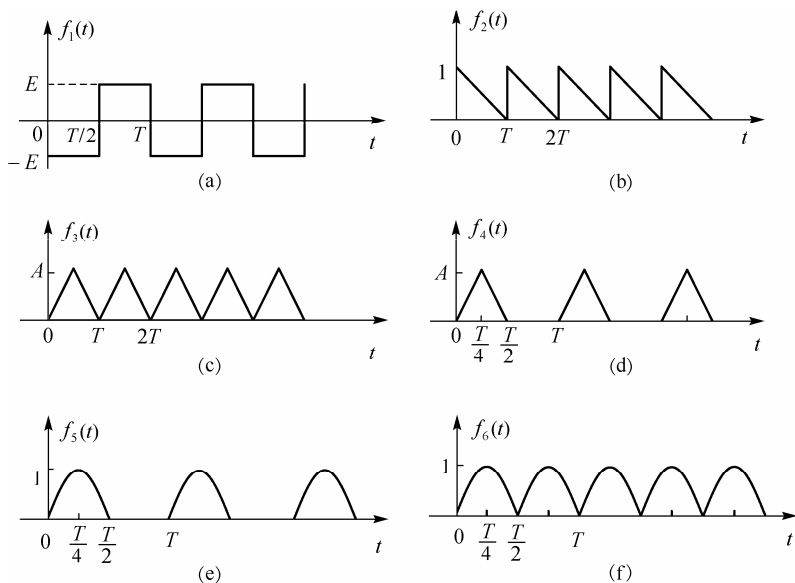 f₁(t)
E
0
T/2
T
t
− E
(a)
f₂(t)
1
0
T
2T
t
(b)
f₃(t)
A
0
T
2T
t
(c)
f₄(t)
A
0
T/4
T/2
T
t
(d)
f₅(t)
1
0
T/4
T/2
T
t
(e)
f₆(t)
1
0
T/4
T/2
T
t
(f)